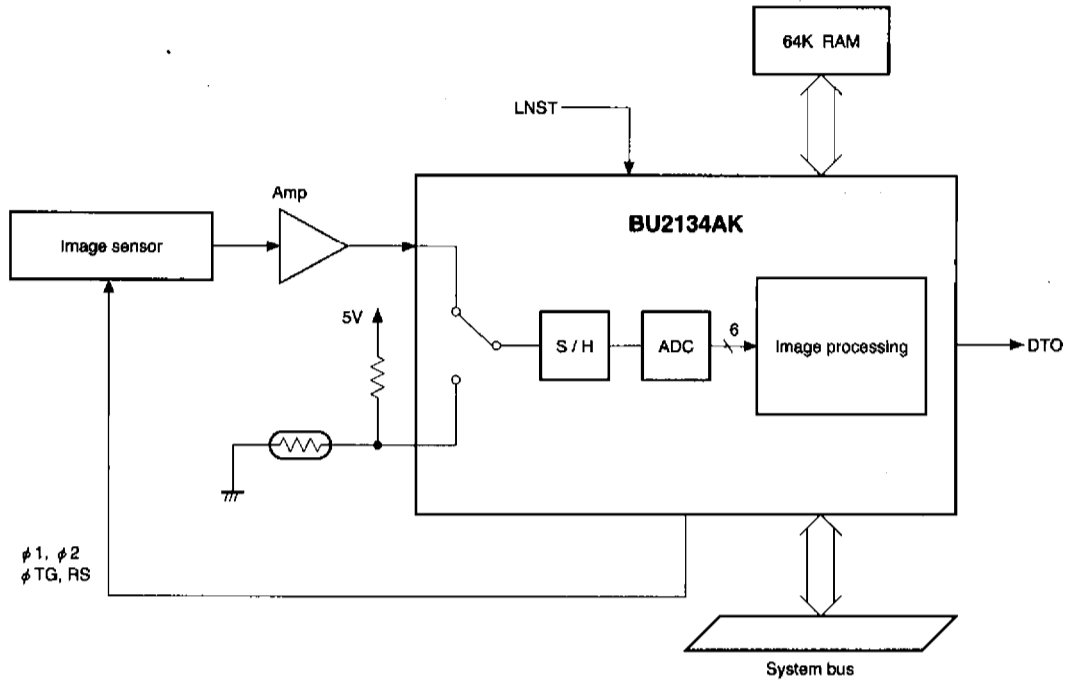 64K RAM
LNST
Amp
BU2134AK
Image sensor
5V
S / H
ADC
6
Image processing
DTO
ϕ1, ϕ2
ϕTG, RS
System bus